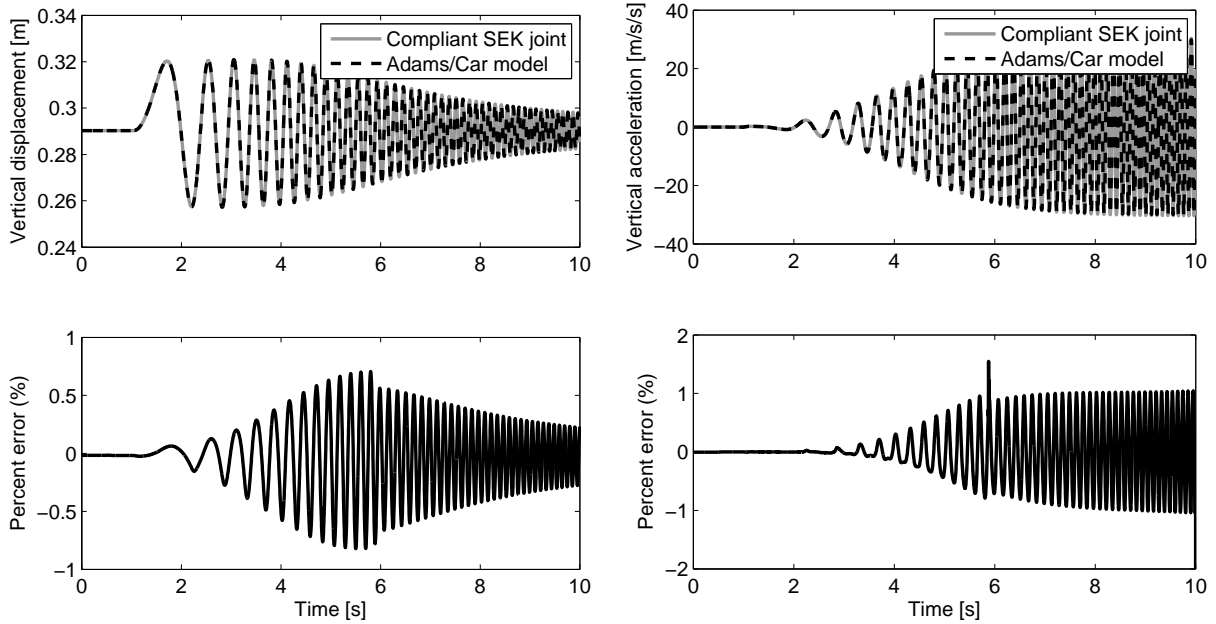 Vertical displacement [m]
0.34
0.32
0.3
0.28
0.26
0.24
0 2 4 6 8 10
Compliant SEK joint
Adams/Car model
Vertical acceleration [m/s/s]
40
20
0
−20
−40
0 2 4 6 8 10
Compliant SEK joint
Adams/Car model
Percent error (%)
1
0.5
0
−0.5
−1
0 2 4 6 8 10
Time [s]
Percent error (%)
2
1
0
−1
−2
0 2 4 6 8 10
Time [s]